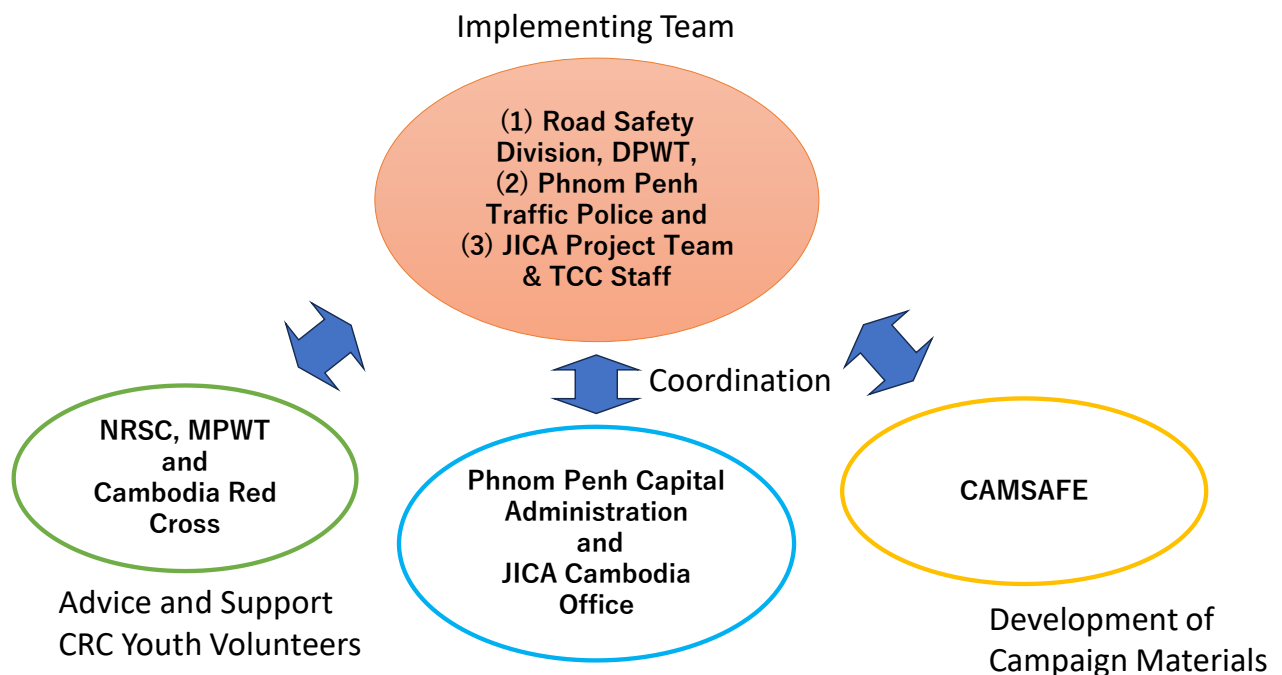 Implementing Team
(1) Road Safety
Division, DPWT,
(2) Phnom Penh
Traffic Police and
(3) JICA Project Team
& TCC Staff
Coordination
NRSC, MPWT
and
Cambodia Red
Cross
Phnom Penh Capital
Administration
and
JICA Cambodia
Office
CAMSAFE
Advice and Support
CRC Youth Volunteers
Development of
Campaign Materials